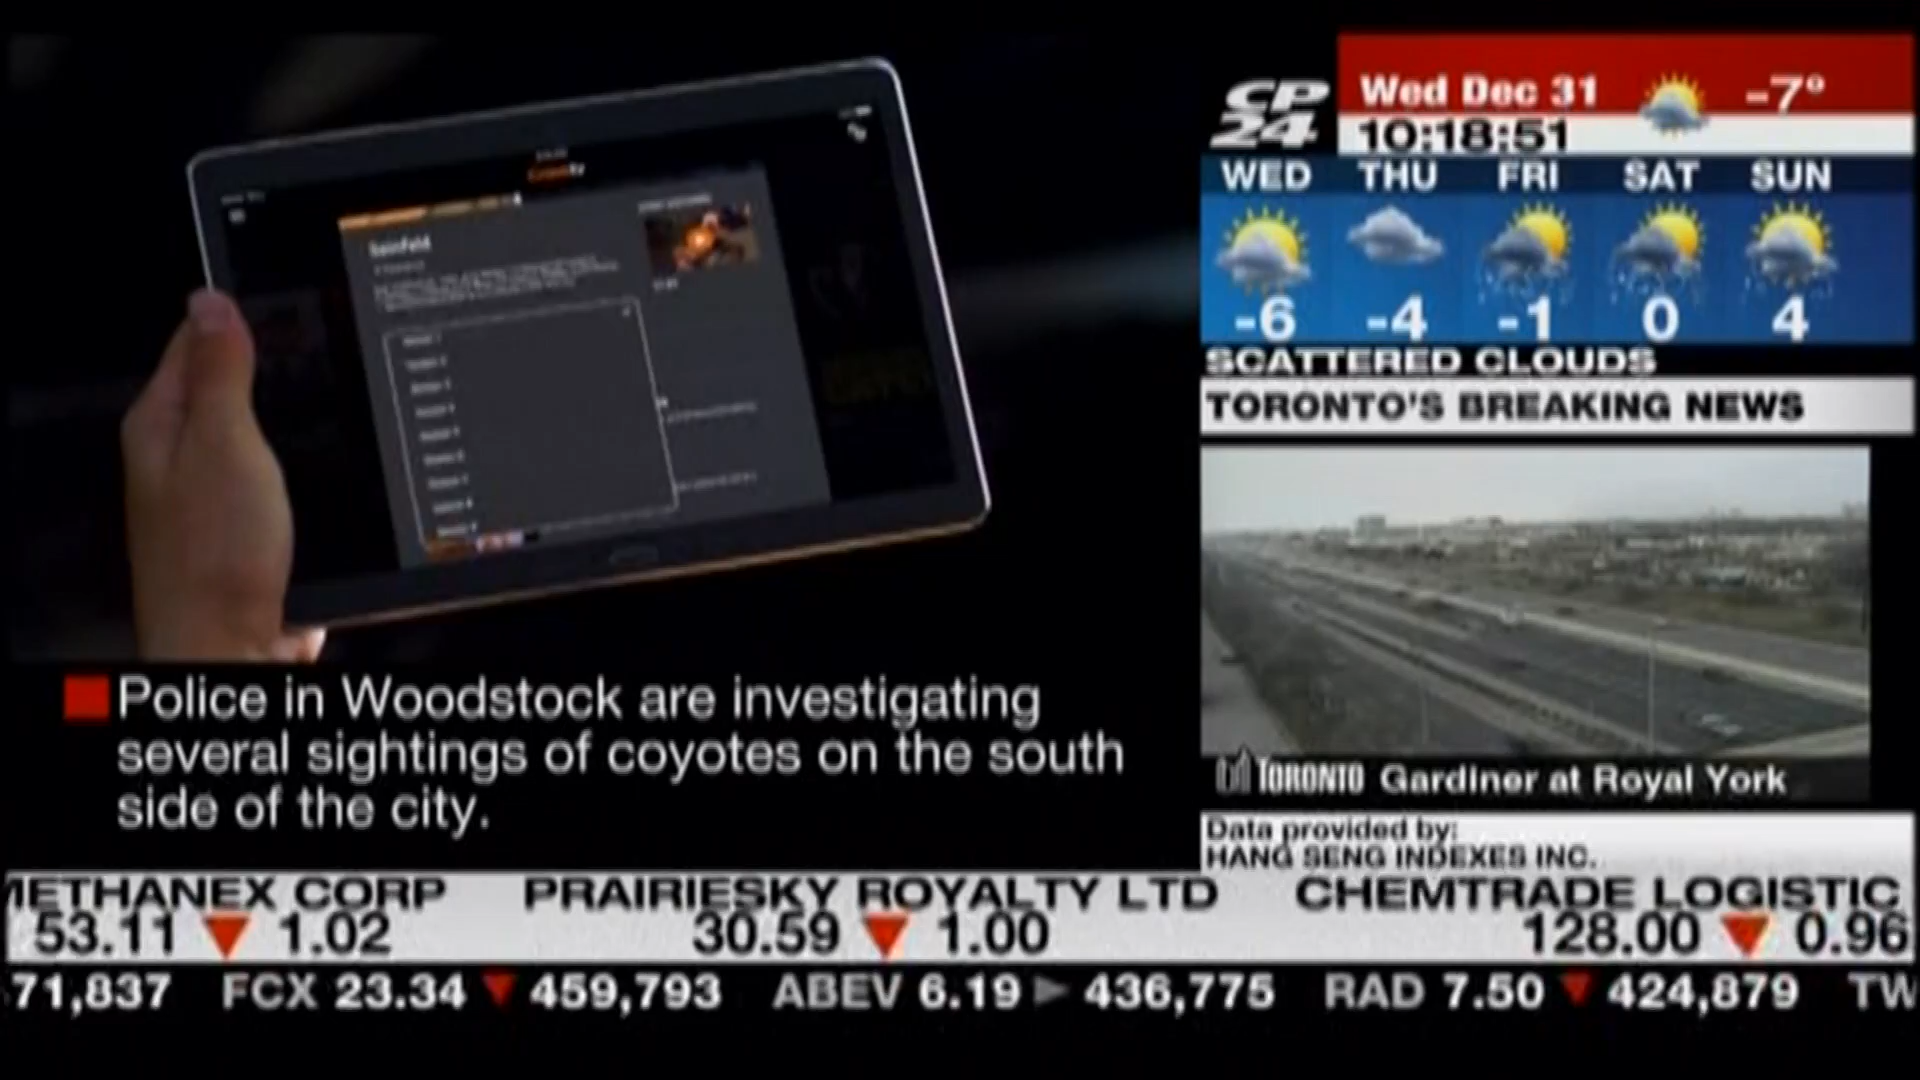 Seinfeld
CP
24
Wed Dec 31
-7°
10:18:51
WED THU FRI SAT SUN
-6 -4 -1 0 4
SCATTERED CLOUDS
TORONTO'S BREAKING NEWS
TORONTO Gardiner at Royal York
Data provided by:
HANG SENG INDEXES INC.
Police in Woodstock are investigating
several sightings of coyotes on the south
side of the city.
METHANEX CORP PRAIRIESKY ROYALTY LTD CHEMTRADE LOGISTIC
53.11 1.02 30.59 1.00 128.00 0.96
71,837 FCX 23.34 459,793 ABEV 6.19 436,775 RAD 7.50 424,879 TW